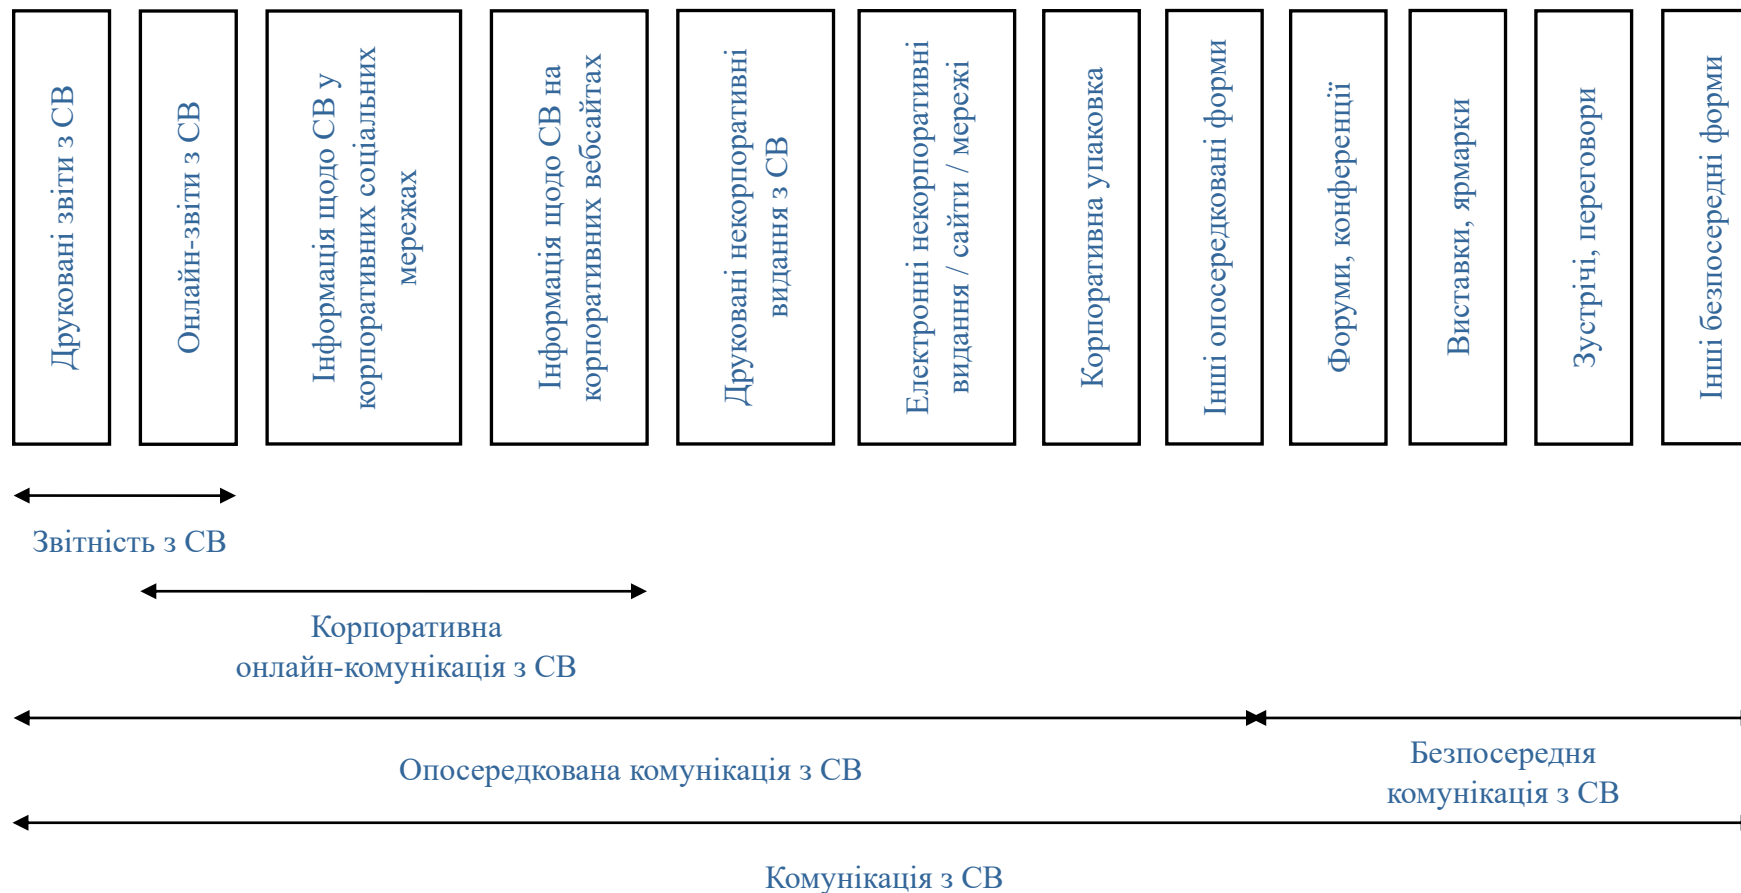 Друковані звіти з СВ
Онлайн-звіти з СВ
Інформація щодо СВ у
корпоративних соціальних
мережах
Інформація щодо СВ на
корпоративних вебсайтах
Друковані некорпоративні
видання з СВ
Електронні некорпоративні
видання / сайти / мережі
Корпоративна упаковка
Інші опосередковані форми
Форуми, конференції
Виставки, ярмарки
Зустрічі, переговори
Інші безпосередні форми
Звітність з СВ
Корпоративна
онлайн-комунікація з СВ
Опосередкована комунікація з СВ
Безпосередня
комунікація з СВ
Комунікація з СВ